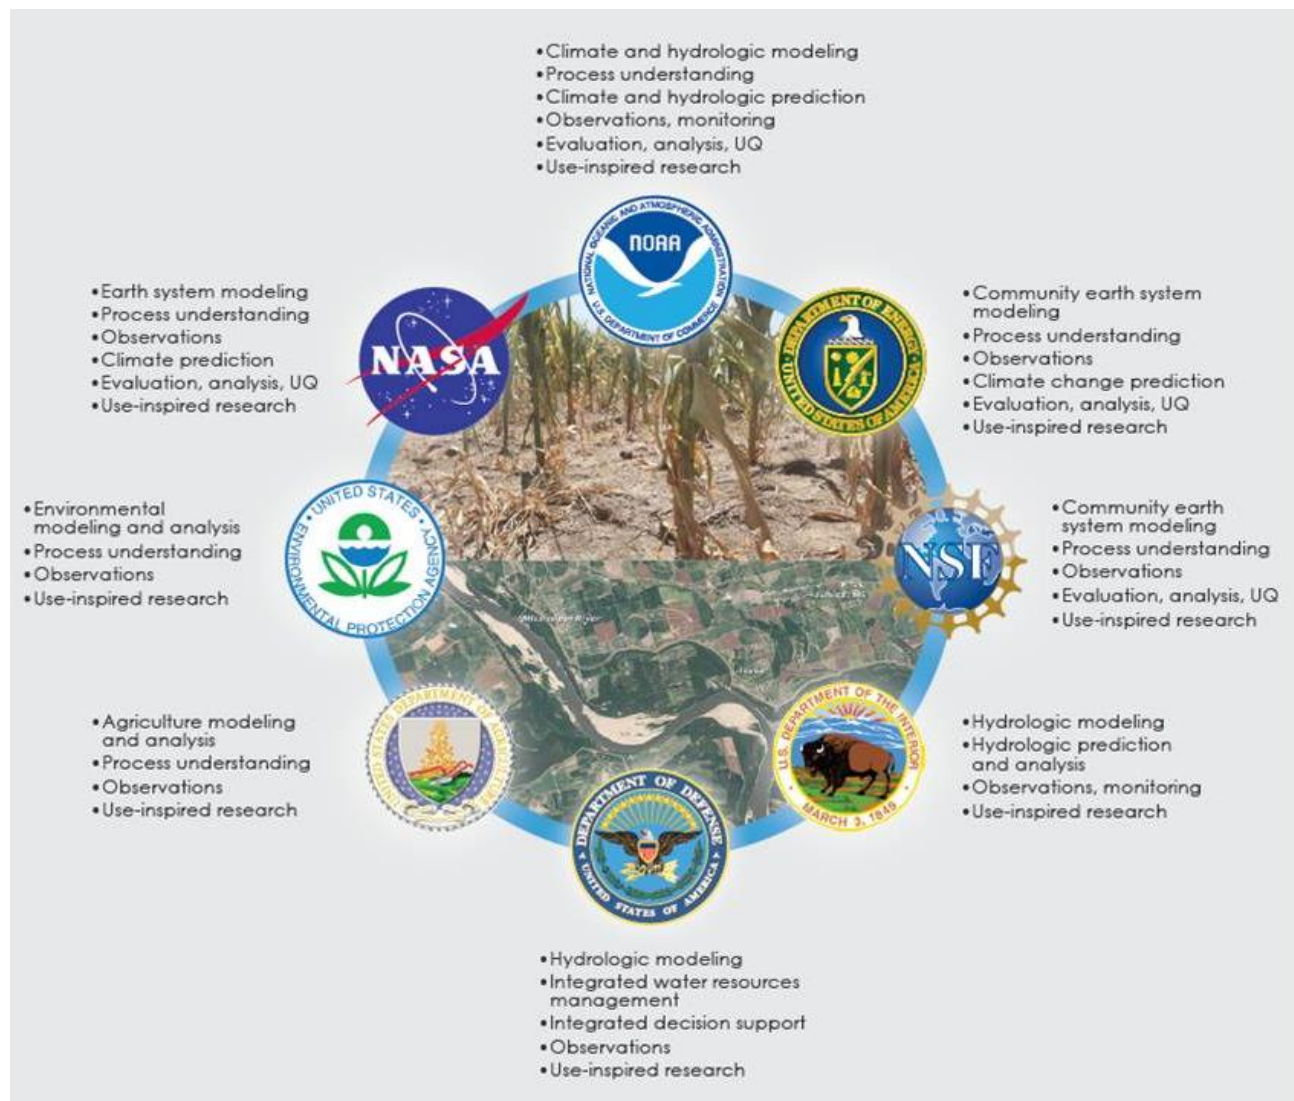 •Climate and hydrologic modeling
•Process understanding
•Climate and hydrologic prediction
•Observations, monitoring
•Evaluation, analysis, UQ
•Use-inspired research
NATIONAL OCEANIC AND ATMOSPHERIC ADMINISTRATION
NOAA
U.S. DEPARTMENT OF COMMERCE
•Earth system modeling
•Process understanding
•Observations
•Climate prediction
•Evaluation, analysis, UQ
•Use-inspired research
NASA
DEPARTMENT OF ENERGY
UNITED STATES OF AMERICA
•Community earth system
modeling
•Process understanding
•Observations
•Climate change prediction
•Evaluation, analysis, UQ
•Use-inspired research
•Environmental
modeling and analysis
•Process understanding
•Observations
•Use-inspired research
UNITED STATES
ENVIRONMENTAL PROTECTION AGENCY
NSF
•Community earth
system modeling
•Process understanding
•Observations
•Evaluation, analysis, UQ
•Use-inspired research
Mississippi River
•Agriculture modeling
and analysis
•Process understanding
•Observations
•Use-inspired research
UNITED STATES DEPARTMENT OF AGRICULTURE
U.S. DEPARTMENT OF THE INTERIOR
MARCH 3, 1849
•Hydrologic modeling
•Hydrologic prediction
and analysis
•Observations, monitoring
•Use-inspired research
DEPARTMENT OF DEFENSE
UNITED STATES OF AMERICA
•Hydrologic modeling
•Integrated water resources
management
•Integrated decision support
•Observations
•Use-inspired research